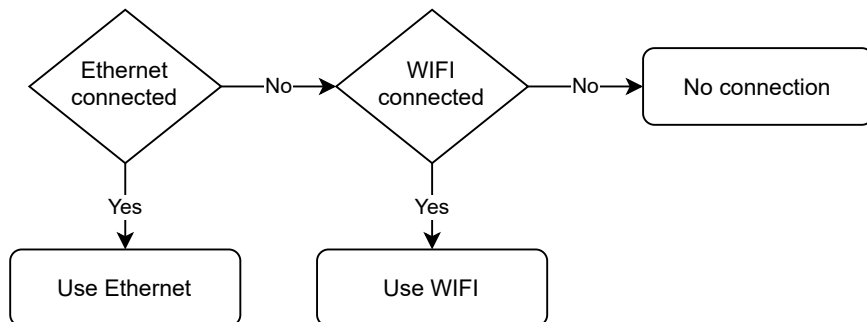 Ethernet
connected
No
WIFI
connected
No
No connection
Yes
Yes
Use Ethernet
Use WIFI